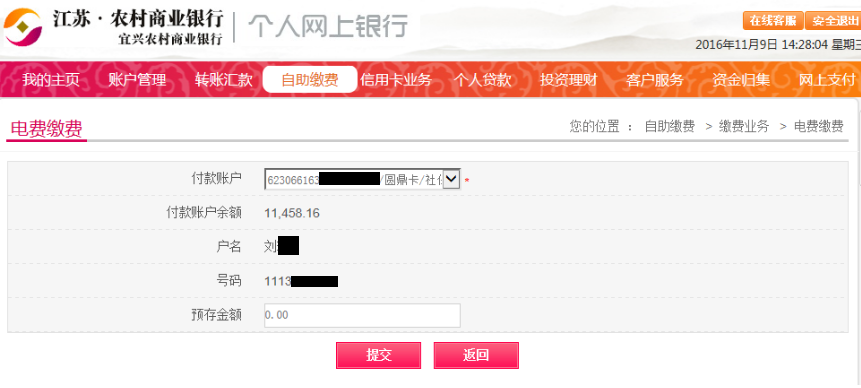 江苏·农村商业银行
宜兴农村商业银行
个人网上银行
在线客服 安全退出
2016年11月9日 14:28:04 星期三
我的主页 账户管理 转账汇款 自助缴费 信用卡业务 个人贷款 投资理财 客户服务 资金归集 网上支付
电费缴费
您的位置 : 自助缴费 > 缴费业务 > 电费缴费
付款账户 623066163 /圆鼎卡/社 *
付款账户余额 11,458.16
户名 刘
号码 1113
预存金额 0.00
提交 返回